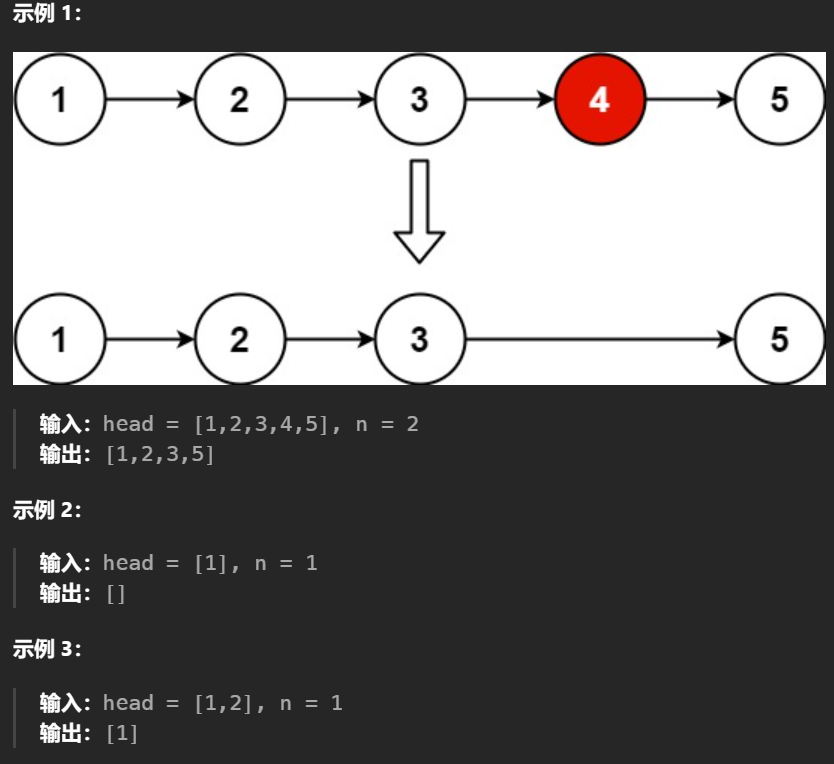 示例 1：
1 2 3 4 5
1 2 3 5
输入：head = [1,2,3,4,5], n = 2
输出：[1,2,3,5]
示例 2：
输入：head = [1], n = 1
输出：[]
示例 3：
输入：head = [1,2], n = 1
输出：[1]